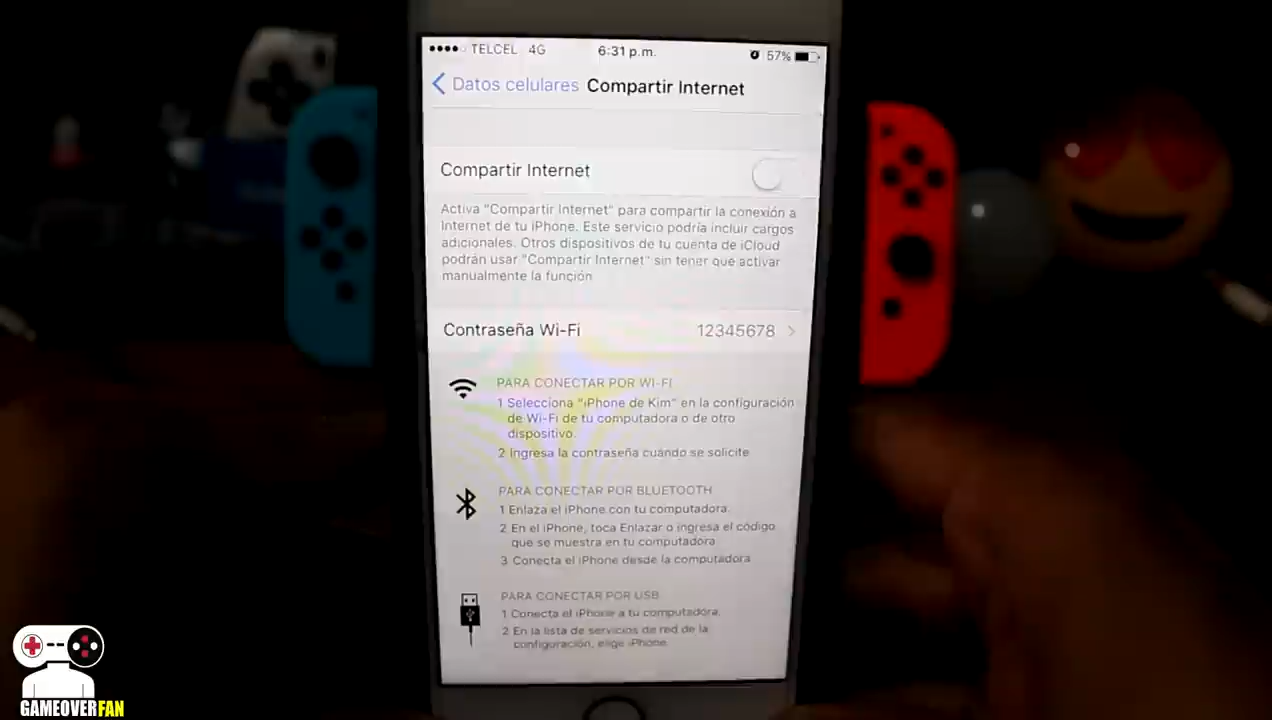 TELCEL 4G 6:31 p.m. 57%
Datos celulares Compartir Internet
Compartir Internet
Activa "Compartir Internet" para compartir la conexión a
Internet de tu iPhone. Este servicio podría incluir cargos
adicionales. Otros dispositivos de tu cuenta de iCloud
podrán usar "Compartir Internet" sin tener que activar
manualmente la función
Contraseña Wi-Fi 12345678
PARA CONECTAR POR WI-FI
1 Selecciona "iPhone de Kim" en la configuración
de Wi-Fi de tu computadora o de otro
dispositivo.
2 Ingresa la contraseña cuando se solicite
PARA CONECTAR POR BLUETOOTH
1 Enlaza el iPhone con tu computadora.
2 En el iPhone, toca Enlazar o ingresa el código
que se muestra en tu computadora
3 Conecta el iPhone desde la computadora
PARA CONECTAR POR USB
1 Conecta el iPhone a tu computadora.
2 En la lista de servicios de red de la
configuración, elige iPhone.
GAMEOVERFAN